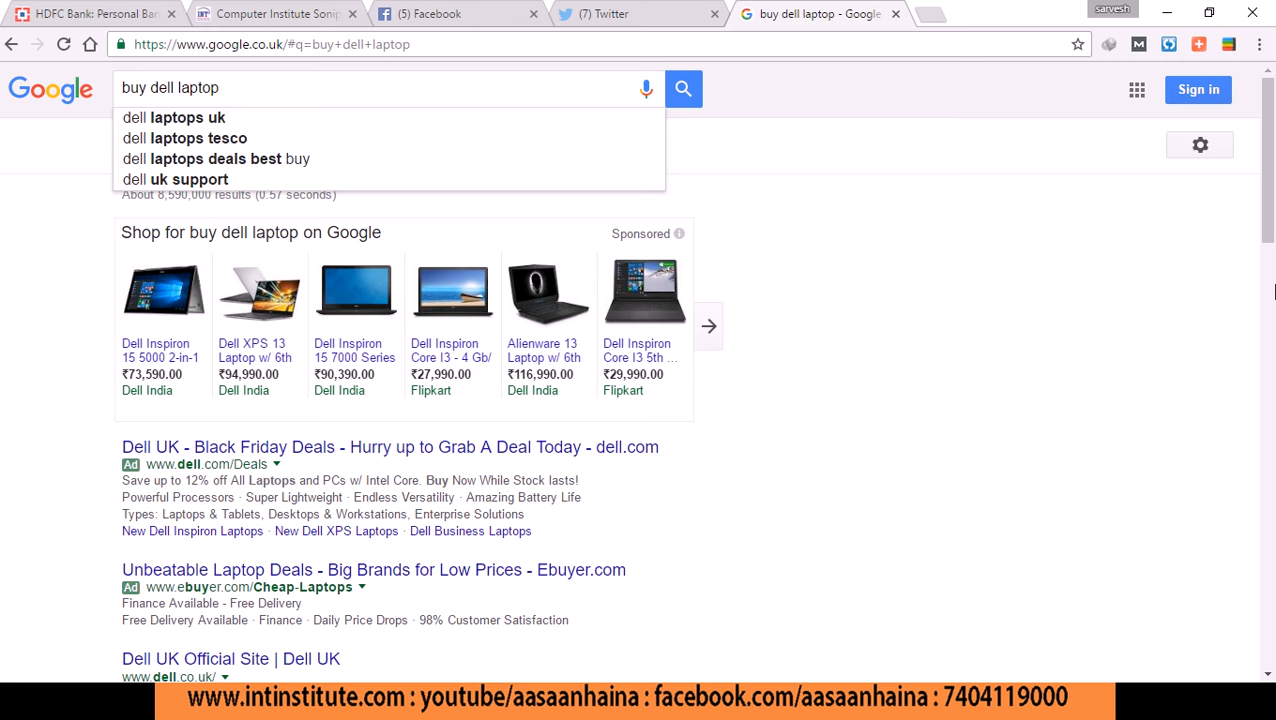 HDFC Bank: Personal Ban
Computer Institute Sonip
(5) Facebook
(7) Twitter
buy dell laptop - Google
sarvesh
https://www.google.co.uk/#q=buy+dell+laptop
Google
buy dell laptop
Sign in
dell laptops uk
dell laptops tesco
dell laptops deals best buy
dell uk support
About 8,590,000 results (0.57 seconds)
Shop for buy dell laptop on Google
Sponsored
Dell Inspiron 
15 5000 2-in-1
₹73,590.00
Dell India
Dell XPS 13
Laptop w/ 6th
₹94,990.00
Dell India
Dell Inspiron
15 7000 Series
₹90,390.00
Dell India
Dell Inspiron
Core I3 - 4 Gb/
₹27,990.00
Flipkart
Alienware 13
Laptop w/ 6th
₹116,990.00
Dell India
Dell Inspiron
Core I3 5th ...
₹29,990.00
Flipkart
Dell UK - Black Friday Deals - Hurry up to Grab A Deal Today - dell.com
Ad www.dell.com/Deals
Save up to 12% off All Laptops and PCs w/ Intel Core. Buy Now While Stock lasts!
Powerful Processors · Super Lightweight · Endless Versatility · Amazing Battery Life
Types: Laptops & Tablets, Desktops & Workstations, Enterprise Solutions
New Dell Inspiron Laptops · New Dell XPS Laptops · Dell Business Laptops
Unbeatable Laptop Deals - Big Brands for Low Prices - Ebuyer.com
Ad www.ebuyer.com/Cheap-Laptops
Finance Available - Free Delivery
Free Delivery Available · Finance · Daily Price Drops · 98% Customer Satisfaction
Dell UK Official Site | Dell UK
www.dell.co.uk/
www.intinstitute.com : youtube/aasaanhaina : facebook.com/aasaanhaina : 7404119000